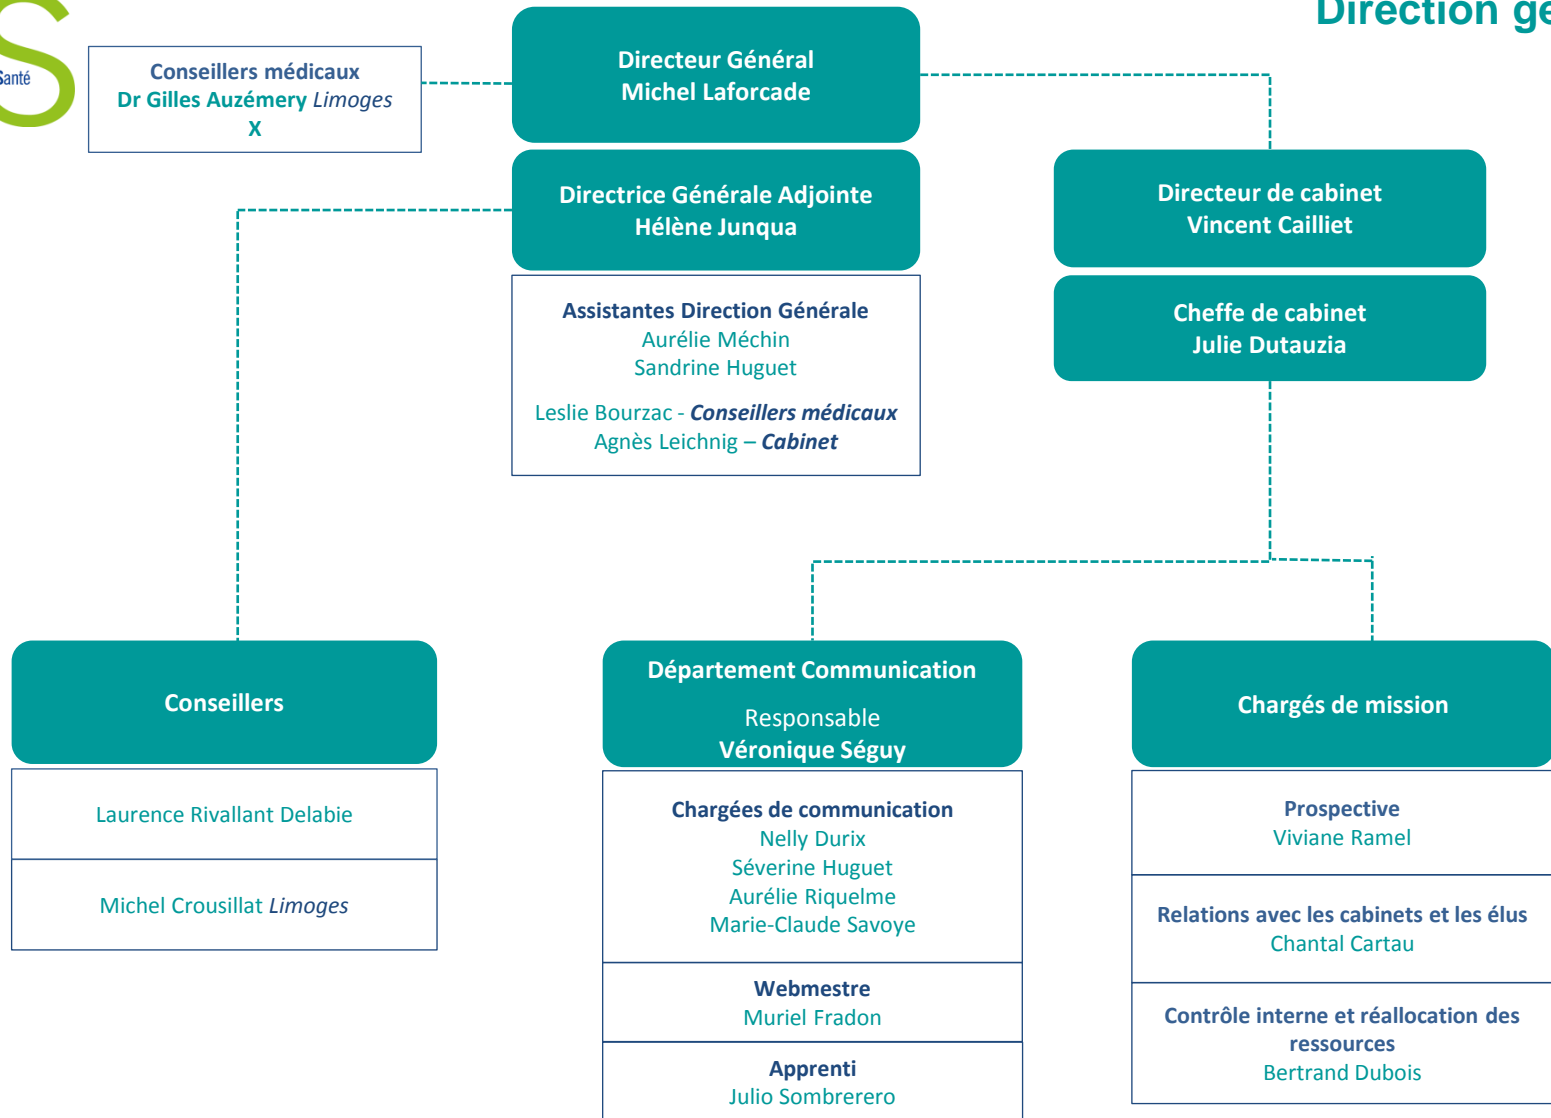 Direction gé
Santé
Conseillers médicaux
Dr Gilles Auzémery Limoges
X
Directeur Général
Michel Laforcade
Directrice Générale Adjointe
Hélène Junqua
Directeur de cabinet
Vincent Cailliet
Assistantes Direction Générale
Aurélie Méchin
Sandrine Huguet
Leslie Bourzac - Conseillers médicaux
Agnès Leichnig – Cabinet
Cheffe de cabinet
Julie Dutauzia
Conseillers
Laurence Rivallant Delabie
Michel Crousillat Limoges
Département Communication
Responsable
Véronique Séguy
Chargées de communication
Nelly Durix
Séverine Huguet
Aurélie Riquelme
Marie-Claude Savoye
Webmestre
Muriel Fradon
Apprenti
Julio Sombrerero
Chargés de mission
Prospective
Viviane Ramel
Relations avec les cabinets et les élus
Chantal Cartau
Contrôle interne et réallocation des
ressources
Bertrand Dubois